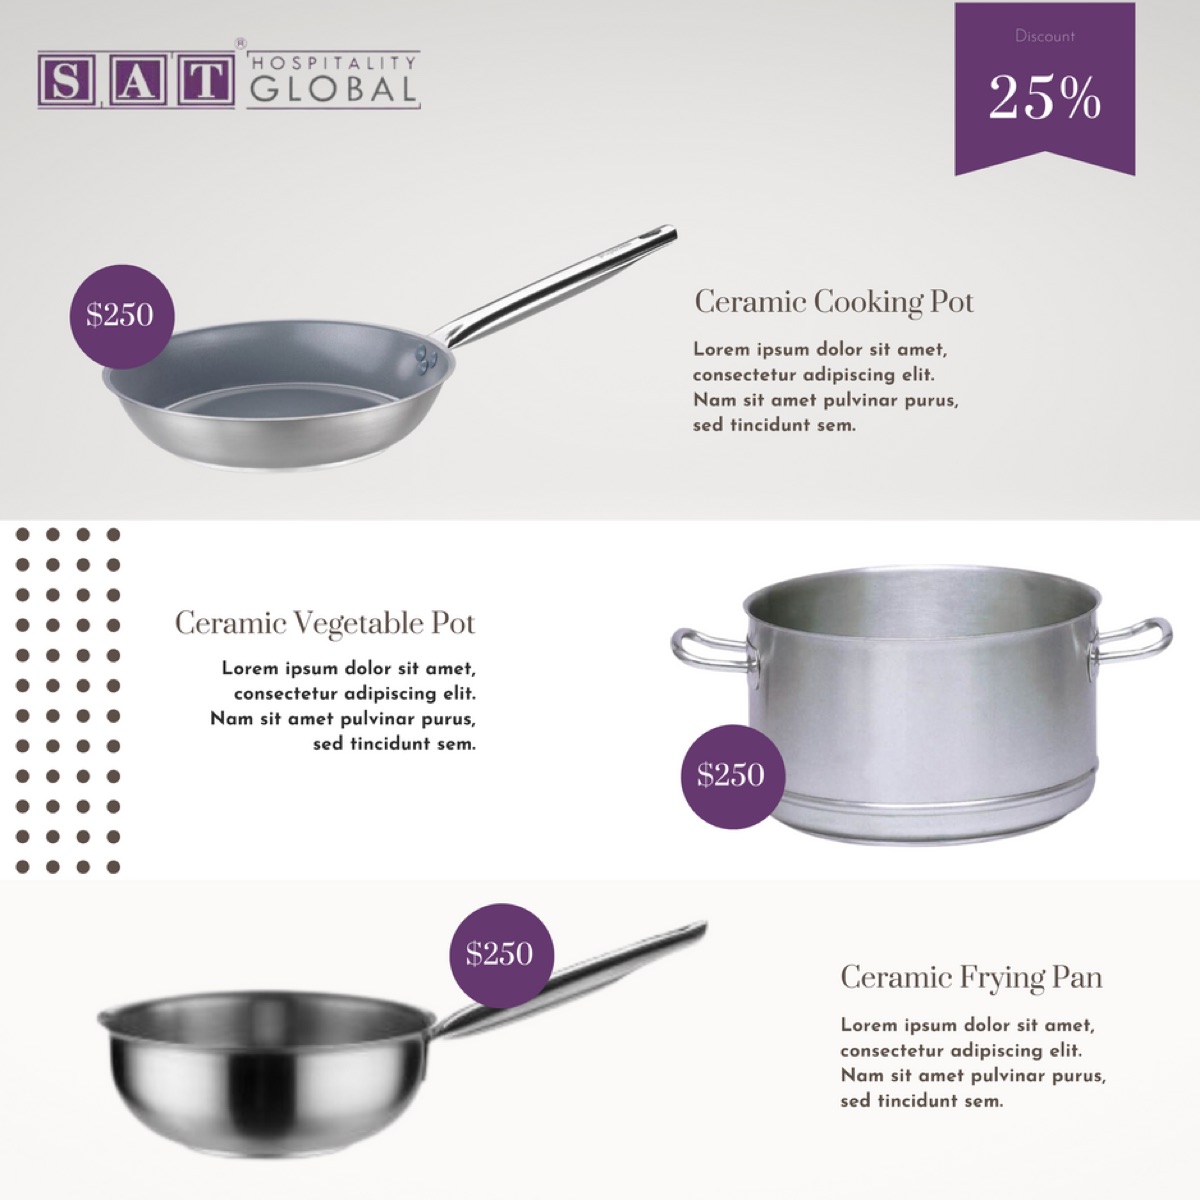 S A T ® HOSPITALITY
GLOBAL
Discount
25%
$250
Ceramic Cooking Pot
Lorem ipsum dolor sit amet,
consectetur adipiscing elit.
Nam sit amet pulvinar purus,
sed tincidunt sem.
Ceramic Vegetable Pot
Lorem ipsum dolor sit amet,
consectetur adipiscing elit.
Nam sit amet pulvinar purus,
sed tincidunt sem.
$250
$250
Ceramic Frying Pan
Lorem ipsum dolor sit amet,
consectetur adipiscing elit.
Nam sit amet pulvinar purus,
sed tincidunt sem.